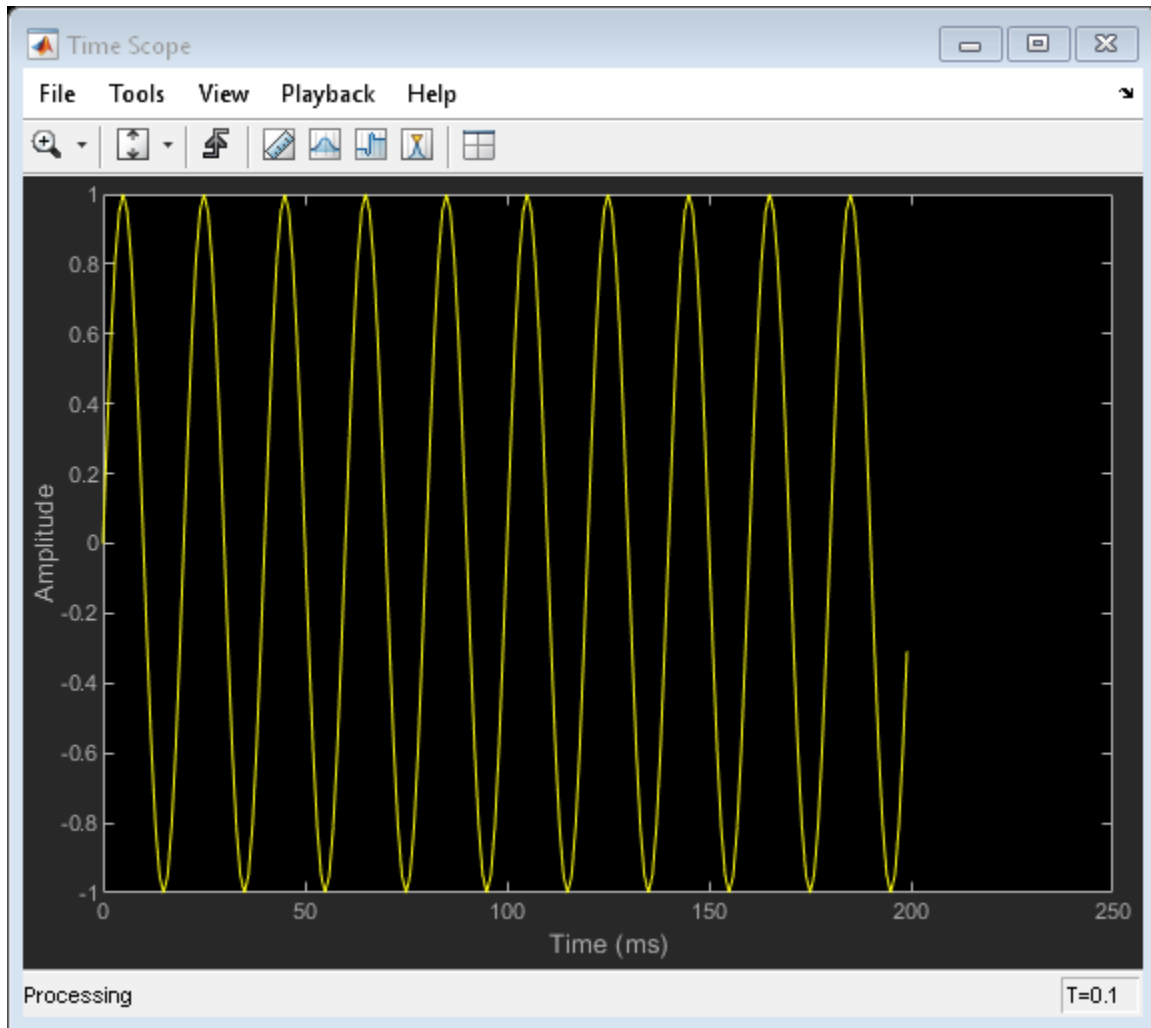 Time Scope
File Tools View Playback Help
1
0.8
0.6
0.4
0.2
0
-0.2
-0.4
-0.6
-0.8
-1
Amplitude
0 50 100 150 200 250
Time (ms)
Processing T=0.1